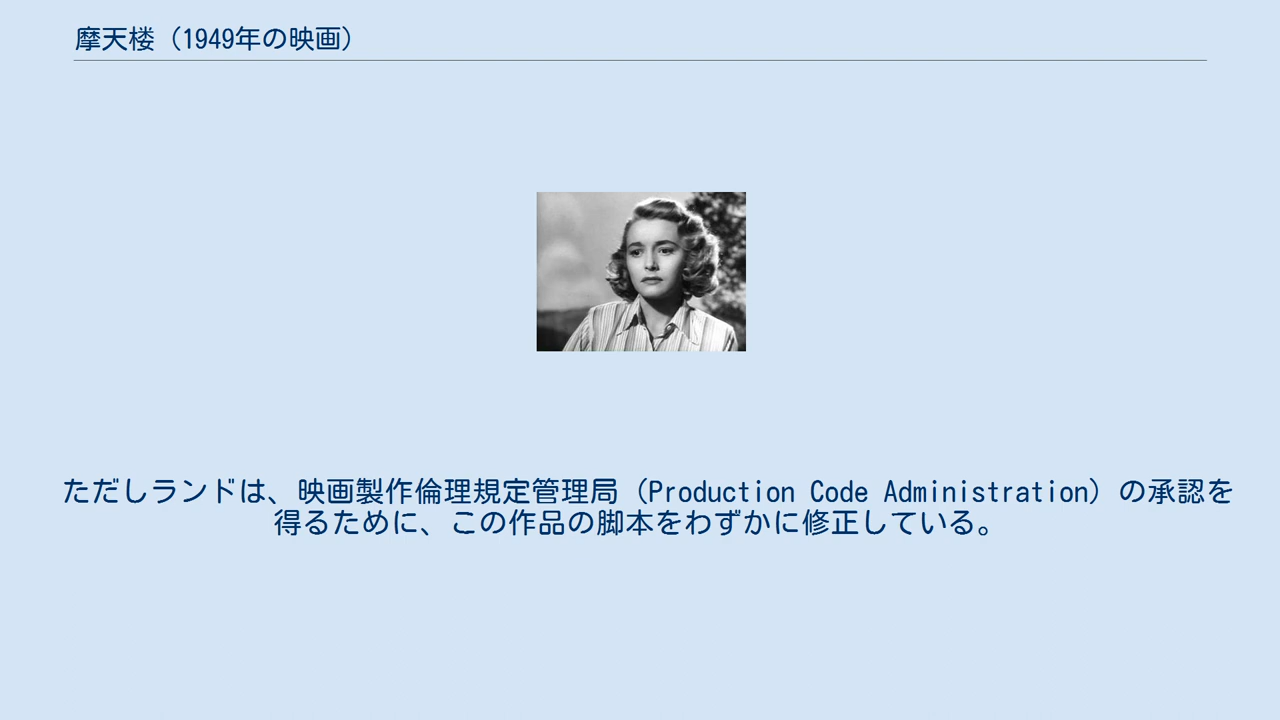 摩天楼（1949年の映画）
ただしランドは、映画製作倫理規定管理局（Production Code Administration）の承認を
得るために、この作品の脚本をわずかに修正している。